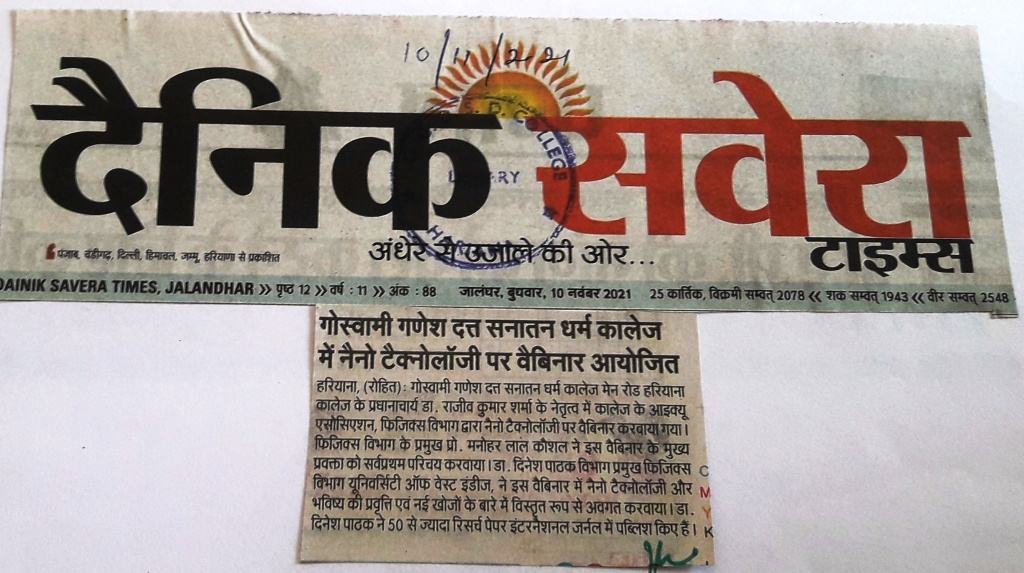 10/11/221
दैनिक सवेरा
टाइम्स
पंजाब, चंडीगढ़, दिल्ली, हिमाचल, जम्मू, हरियाणा से प्रकाशित
अंधेरे से उजाले की ओर...
DAINIK SAVERA TIMES, JALANDHAR >> पृष्ठ 12 >> वर्ष : 11 >> अंक : 88 जालंधर, बुधवार, 10 नवंबर 2021 25 कार्तिक, विक्रमी सम्वत् 2078 << शक सम्वत् 1943 << वीर सम्वत् 2548
गोस्वामी गणेश दत्त सनातन धर्म कालेज
में नैनो टैक्नोलॉजी पर वैबिनार आयोजित
हरियाना, (रोहित): गोस्वामी गणेश दत्त सनातन धर्म कालेज मेन रोड हरियाना
कालेज के प्रधानाचार्य डा. राजीव कुमार शर्मा के नेतृत्व में कालेज के आइक्यू
एसोसिएशन, फिजिक्स विभाग द्वारा नैनो टैक्नोलॉजी पर वैबिनार करवाया गया।
फिजिक्स विभाग के प्रमुख प्रो. मनोहर लाल कौशल ने इस वैबिनार के मुख्य
प्रवक्ता को सर्वप्रथम परिचय करवाया। डा. दिनेश पाठक विभाग प्रमुख फिजिक्स
विभाग यूनिवर्सिटी ऑफ वेस्ट इंडीज, ने इस वैबिनार में नैनो टैक्नोलॉजी और
भविष्य की प्रवृत्ति एवं नई खोजों के बारे में विस्तृत रूप से अवगत करवाया। डा.
दिनेश पाठक ने 50 से ज्यादा रिसर्च पेपर इंटरनैशनल जर्नल में पब्लिश किए हैं।
C
M
Y
K